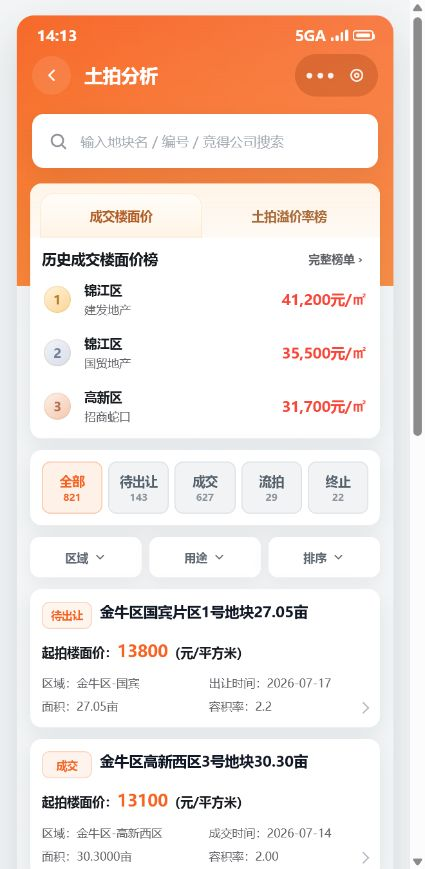 14:13 5GA
土拍分析
输入地块名 / 编号 / 竞得公司搜索
成交楼面价 土拍溢价率榜
历史成交楼面价榜 完整榜单 ›
1 锦江区 41,200元/㎡
建发地产
2 锦江区 35,500元/㎡
国贸地产
3 高新区 31,700元/㎡
招商蛇口
全部 待出让 成交 流拍 终止
821 143 627 29 22
区域 用途 排序
待出让 金牛区国宾片区1号地块27.05亩
起拍楼面价：13800（元/平方米）
区域：金牛区-国宾 出让时间：2026-07-17
面积：27.05亩 容积率：2.2
成交 金牛区高新西区3号地块30.30亩
起拍楼面价：13100（元/平方米）
区域：金牛区-高新西区 成交时间：2026-07-14
面积：30.3000亩 容积率：2.00